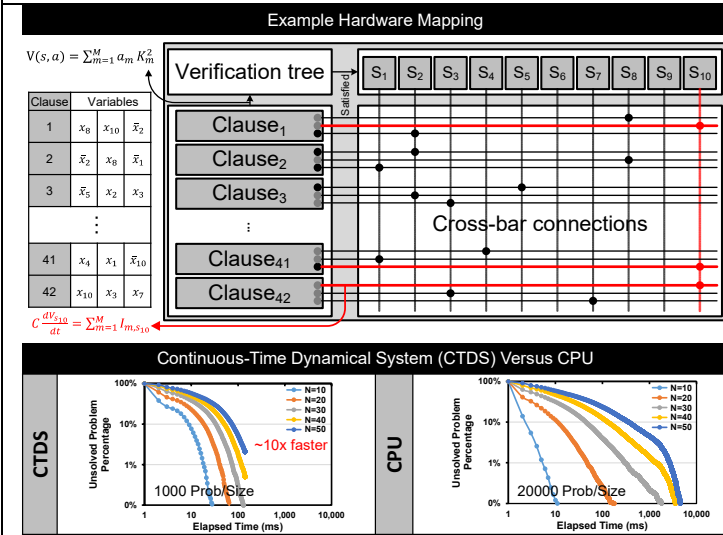 Example Hardware Mapping
V(s, a) = ∑ᴹₘ₌₁ aₘ K²ₘ
Verification tree
Satisfied
S₁ S₂ S₃ S₄ S₅ S₆ S₇ S₈ S₉ S₁₀
Clause Variables
1 x₈ x₁₀ x̄₂
2 x̄₂ x₈ x̄₁
3 x̄₅ x₂ x₃
⋮
41 x₄ x₁ x̄₁₀
42 x₁₀ x₃ x₇
Clause₁
Clause₂
Clause₃
⋮
Clause₄₁
Clause₄₂
Cross-bar connections
C dV_{s₁₀}/dt = ∑ᴹₘ₌₁ I_{m,s₁₀}
Continuous-Time Dynamical System (CTDS) Versus CPU
CTDS
Unsolved Problem
Percentage
100%
10%
1%
0%
N=10
N=20
N=30
N=40
N=50
~10x faster
1000 Prob/Size
1 10 100 1,000 10,000
Elapsed Time (ms)
CPU
Unsolved Problem
Percentage
100%
10%
1%
0%
N=10
N=20
N=30
N=40
N=50
20000 Prob/Size
1 10 100 1,000 10,000
Elapsed Time (ms)